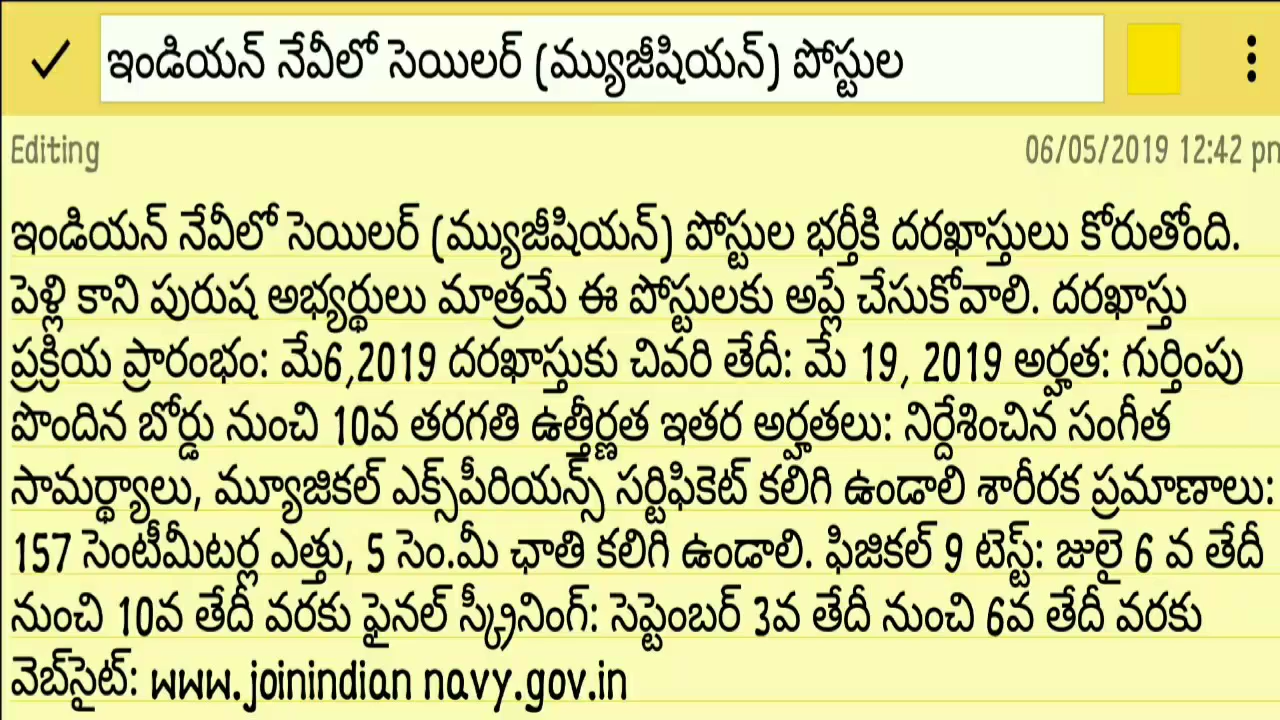 ఇండియన్ నేవీలో సెయిలర్ (మ్యుజీషియన్) పోస్టుల
Editing
06/05/2019 12:42 pm
ఇండియన్ నేవీలో సెయిలర్ (మ్యుజీషియన్) పోస్టుల భర్తీకి దరఖాస్తులు కోరుతోంది.
పెళ్లి కాని పురుష అభ్యర్థులు మాత్రమే ఈ పోస్టులకు అప్లే చేసుకోవాలి. దరఖాస్తు
ప్రక్రియ ప్రారంభం: మే6,2019 దరఖాస్తుకు చివరి తేదీ: మే 19, 2019 అర్హత: గుర్తింపు
పొందిన బోర్డు నుంచి 10వ తరగతి ఉత్తీర్ణత ఇతర అర్హతలు: నిర్దేశించిన సంగీత
సామర్థ్యాలు, మ్యూజికల్ ఎక్స్‌పీరియన్స్ సర్టిఫికెట్ కలిగి ఉండాలి శారీరక ప్రమాణాలు:
157 సెంటీమీటర్ల ఎత్తు, 5 సెం.మీ ఛాతి కలిగి ఉండాలి. ఫిజికల్ 9 టెస్ట్: జులై 6 వ తేదీ
నుంచి 10వ తేదీ వరకు ఫైనల్ స్క్రీనింగ్: సెప్టెంబర్ 3వ తేదీ నుంచి 6వ తేదీ వరకు
వెబ్‌సైట్: www.joinindian navy.gov.in